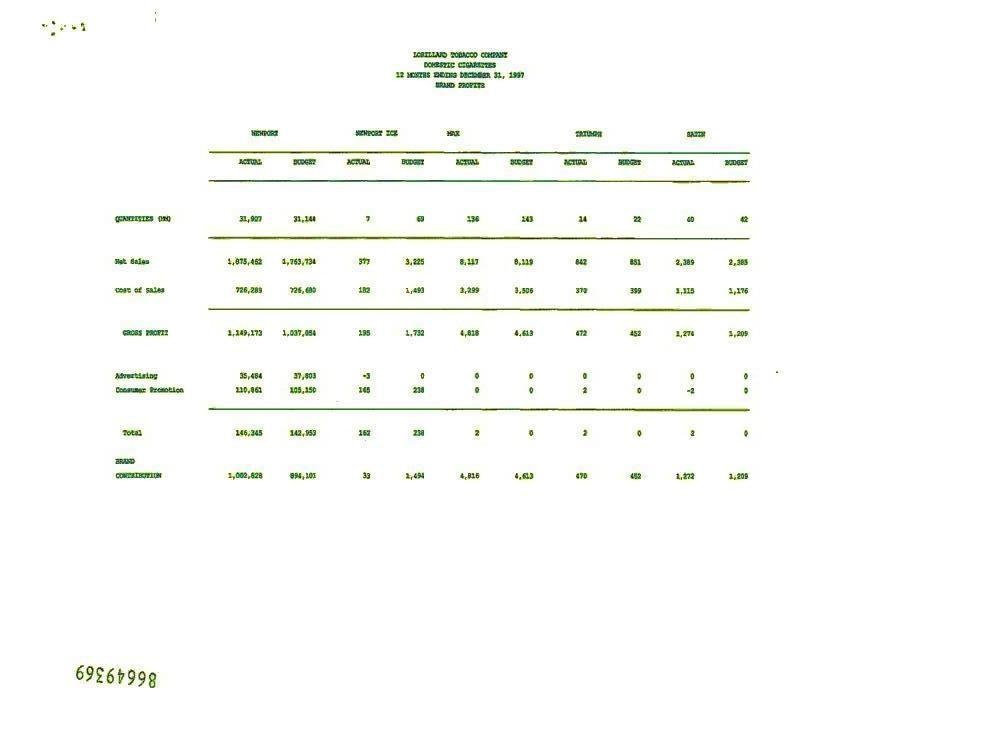 LORILLARD TOBACCO COMPANY
DOMESTIC CIGARETTES
12 MONTHS ENDING DECEMBER 31, 1997
BRAND PROFITS
NEWPORT NEWPORT ICE MAX TRIUMPH SATIN
ACTUAL BUDGET ACTUAL BUDGET ACTUAL BUDGET ACTUAL BUDGET ACTUAL BUDGET
QUANTITIES (MM) 31,907 31,144 7 69 136 143 14 22 40 42
Net Sales 1,875,462 1,763,734 377 3,225 8,117 8,119 842 851 2,389 2,385
Cost of Sales 726,289 726,680 182 1,493 3,299 3,506 370 399 1,115 1,176
GROSS PROFIT 1,149,173 1,037,054 195 1,732 4,818 4,613 472 452 1,274 1,209
Advertising 35,484 37,803 -3 0 0 0 0 0 0 0
Consumer Promotion 110,861 105,150 165 238 0 0 2 0 -2 0
Total 146,345 142,953 162 238 2 0 2 0 2 0
BRAND
CONTRIBUTION 1,002,828 894,101 33 1,494 4,816 4,613 470 452 1,272 1,209
86649369